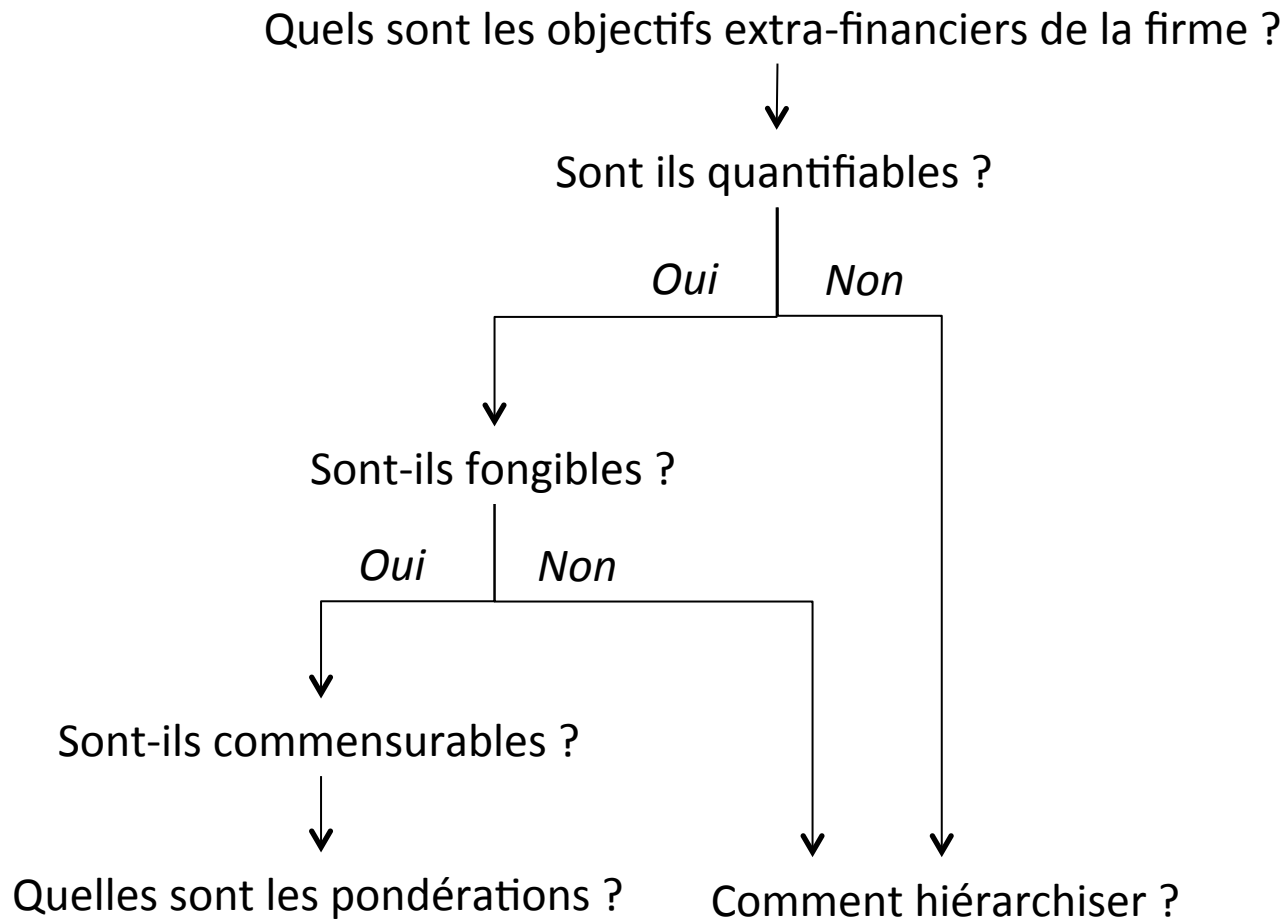 Quels sont les objectifs extra-financiers de la firme ?
Sont ils quantifiables ?
Oui
Non
Sont-ils fongibles ?
Oui
Non
Sont-ils commensurables ?
Quelles sont les pondérations ?
Comment hiérarchiser ?